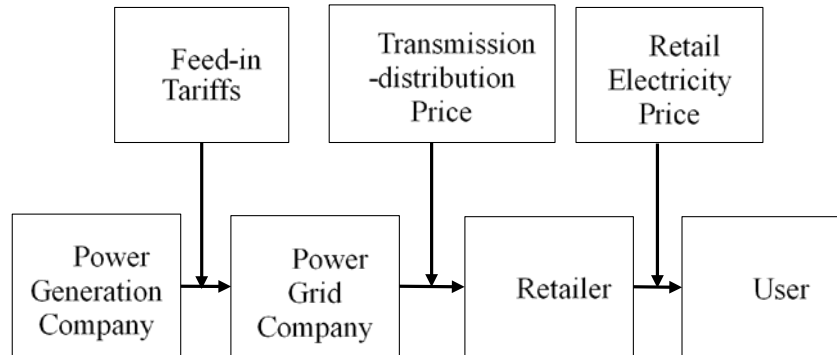 Feed-in
Tariffs
Transmission
-distribution
Price
Retail
Electricity
Price
Power
Generation
Company
Power
Grid
Company
Retailer
User